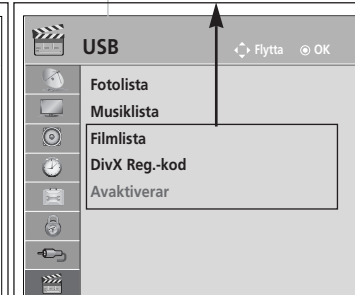 USB
Flytta OK
Fotolista
Musiklista
Filmlista
DivX Reg.-kod
Avaktiverar